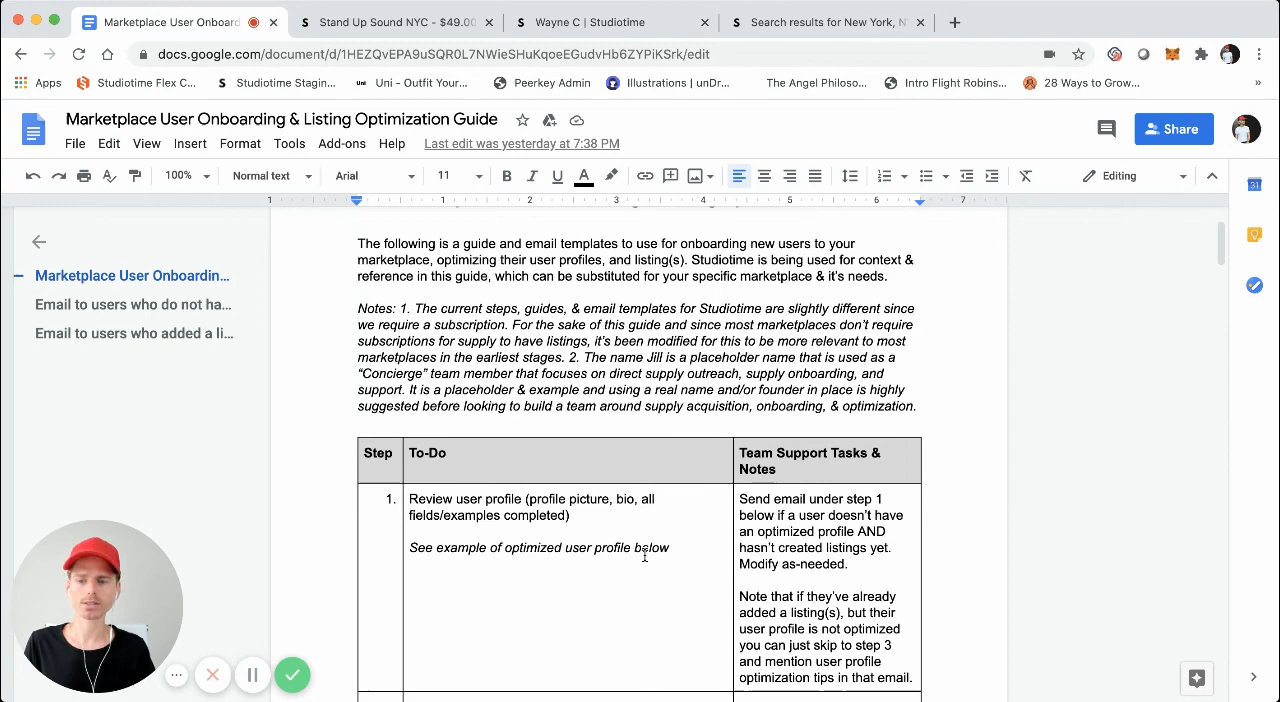 Marketplace User Onboard
Stand Up Sound NYC - $49.00
Wayne C | Studiotime
Search results for New York, N
docs.google.com/document/d/1HEZQvEPA9uSQR0L7NWieSHuKqoeEGudvHb6ZYPiKSrk/edit
Apps
Studiotime Flex C...
Studiotime Stagin...
Uni - Outfit Your...
Peerkey Admin
Illustrations | unDr...
The Angel Philoso...
Intro Flight Robins...
28 Ways to Grow...
Marketplace User Onboarding & Listing Optimization Guide
File Edit View Insert Format Tools Add-ons Help Last edit was yesterday at 7:38 PM
Share
100% Normal text Arial 11 Editing
1 1 2 3 4 5 6 7
Marketplace User Onboardin...
Email to users who do not ha...
Email to users who added a li...
The following is a guide and email templates to use for onboarding new users to your
marketplace, optimizing their user profiles, and listing(s). Studiotime is being used for context &
reference in this guide, which can be substituted for your specific marketplace & it's needs.
Notes: 1. The current steps, guides, & email templates for Studiotime are slightly different since
we require a subscription. For the sake of this guide and since most marketplaces don't require
subscriptions for supply to have listings, it's been modified for this to be more relevant to most
marketplaces in the earliest stages. 2. The name Jill is a placeholder name that is used as a
“Concierge” team member that focuses on direct supply outreach, supply onboarding, and
support. It is a placeholder & example and using a real name and/or founder in place is highly
suggested before looking to build a team around supply acquisition, onboarding, & optimization.
Step
To-Do
Team Support Tasks &
Notes
1.
Review user profile (profile picture, bio, all
fields/examples completed)
See example of optimized user profile below
Send email under step 1
below if a user doesn't have
an optimized profile AND
hasn't created listings yet.
Modify as-needed.
Note that if they've already
added a listing(s), but their
user profile is not optimized
you can just skip to step 3
and mention user profile
optimization tips in that email.